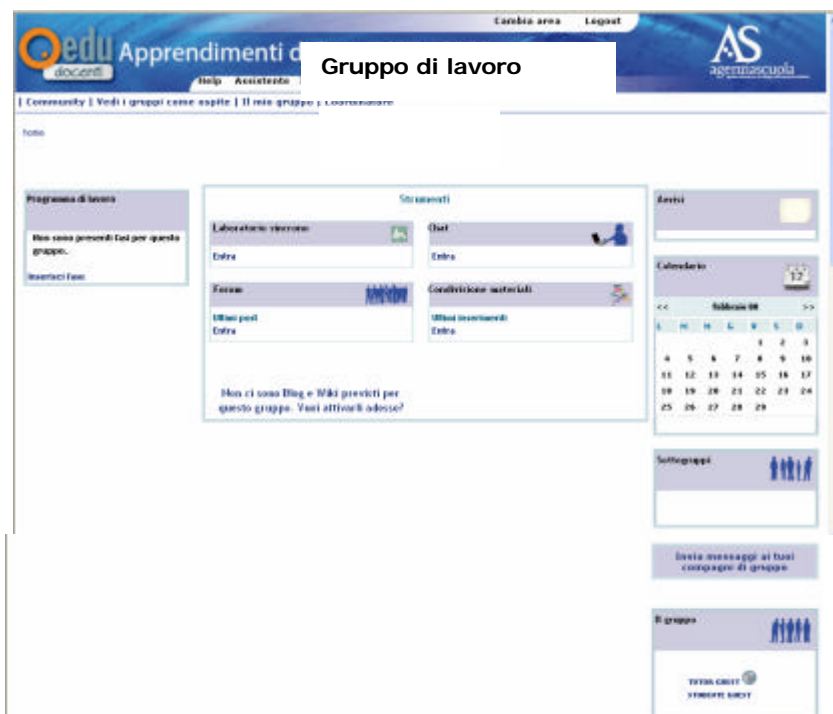 Cambia area Logout
edu
docenti
Apprendimenti d
Gruppo di lavoro
AS
agenziascuola
Help Assistente
| Community | Vedi i gruppi come ospite | Il mio gruppo | Coordinatore
home
Programma di lavoro
Non sono presenti fasi per questo
gruppo.
Inserisci fase
Strumenti
Laboratorio sincrono
Entra
Chat
Entra
Forum
Ultimi post
Entra
Condivisione materiali
Ultimi inserimenti
Entra
Non ci sono Blog e Wiki previsti per
questo gruppo. Vuoi attivarli adesso?
Avvisi
Calendario
12
<< febbraio 08 >>
L M M G V S D
1 2 3
4 5 6 7 8 9 10
11 12 13 14 15 16 17
18 19 20 21 22 23 24
25 26 27 28 29
Sottogruppi
Invia messaggi ai tuoi
compagni di gruppo
Il gruppo
TUTOR GUEST
STUDENTE GUEST